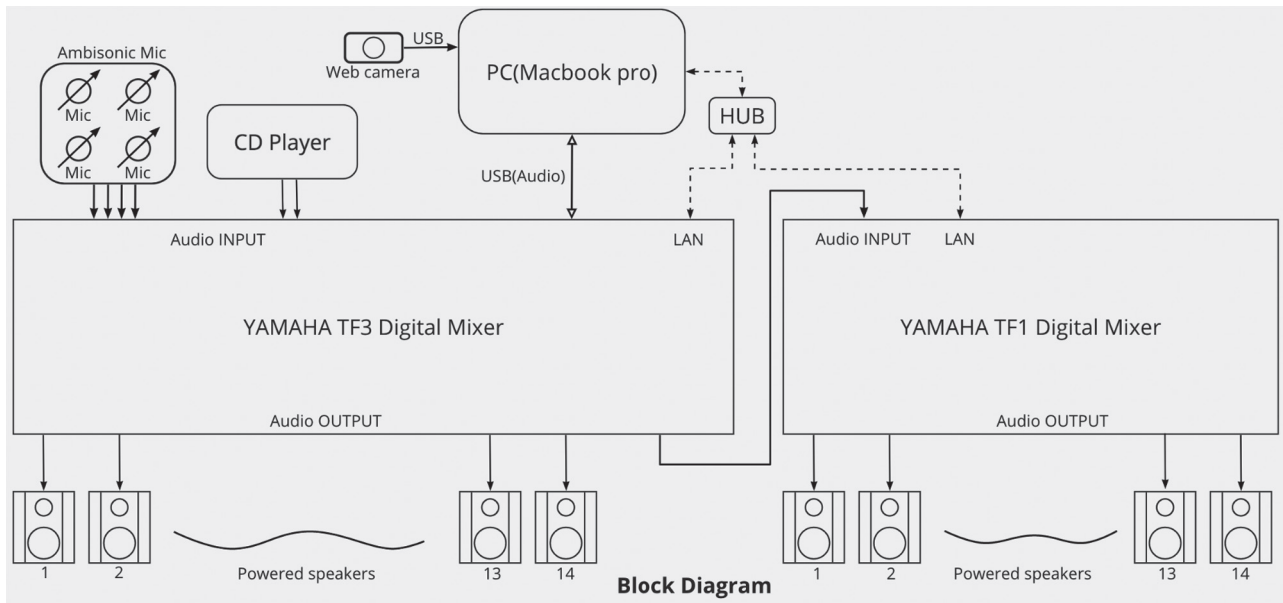 Ambisonic Mic
Mic
Mic
Mic
Mic
CD Player
Web camera
USB
PC(Macbook pro)
HUB
USB(Audio)
Audio INPUT
LAN
YAMAHA TF3 Digital Mixer
Audio OUTPUT
Audio INPUT
LAN
YAMAHA TF1 Digital Mixer
Audio OUTPUT
1
2
Powered speakers
13
14
1
2
Powered speakers
13
14
Block Diagram